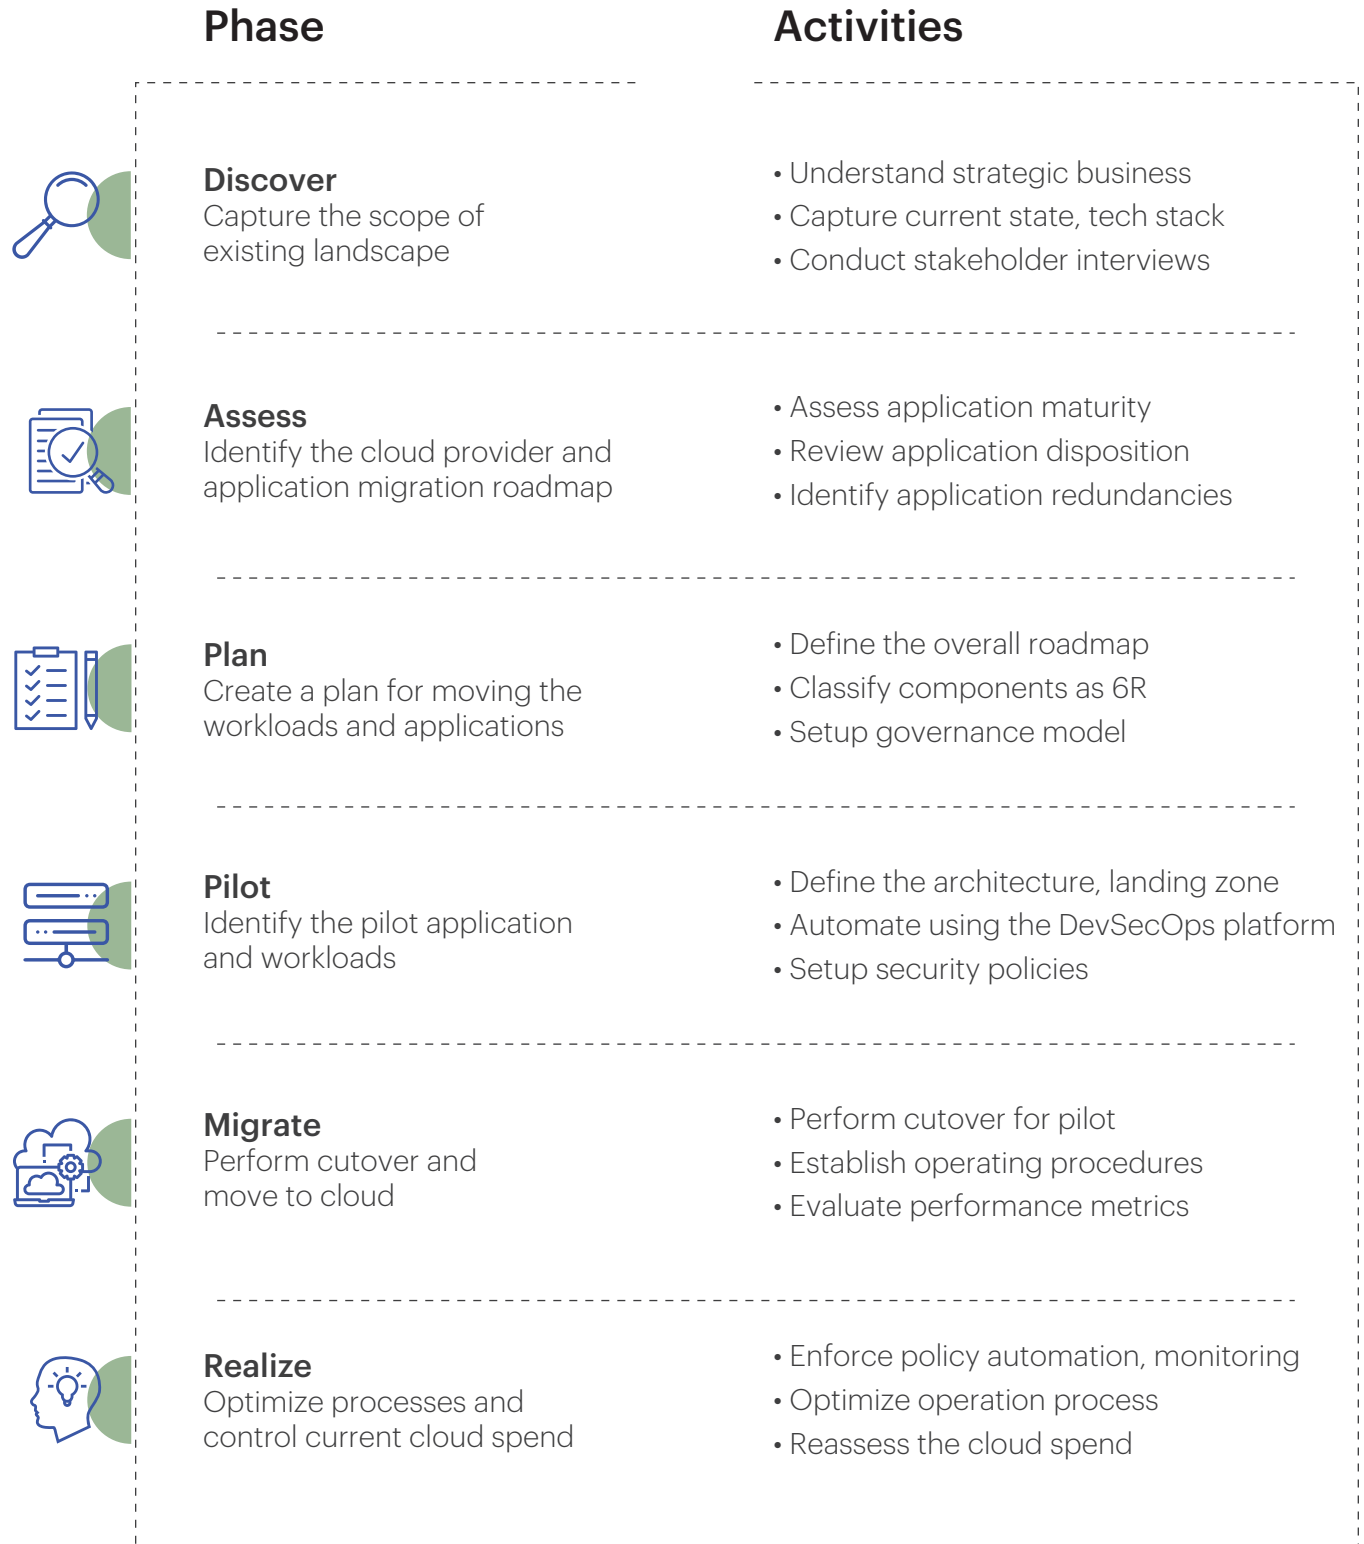 Phase
Activities
Discover
Capture the scope of
existing landscape
• Understand strategic business
• Capture current state, tech stack
• Conduct stakeholder interviews
Assess
Identify the cloud provider and
application migration roadmap
• Assess application maturity
• Review application disposition
• Identify application redundancies
Plan
Create a plan for moving the
workloads and applications
• Define the overall roadmap
• Classify components as 6R
• Setup governance model
Pilot
Identify the pilot application
and workloads
• Define the architecture, landing zone
• Automate using the DevSecOps platform
• Setup security policies
Migrate
Perform cutover and
move to cloud
• Perform cutover for pilot
• Establish operating procedures
• Evaluate performance metrics
Realize
Optimize processes and
control current cloud spend
• Enforce policy automation, monitoring
• Optimize operation process
• Reassess the cloud spend